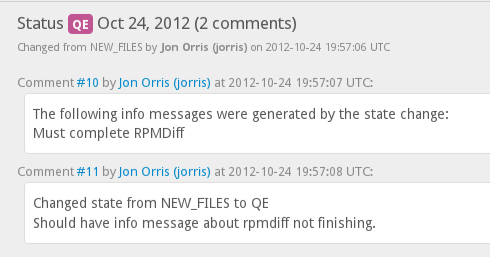 Status QE Oct 24, 2012 (2 comments)
Changed from NEW_FILES by Jon Orris (jorris) on 2012-10-24 19:57:06 UTC
Comment #10 by Jon Orris (jorris) at 2012-10-24 19:57:07 UTC:
The following info messages were generated by the state change:
Must complete RPMDiff
Comment #11 by Jon Orris (jorris) at 2012-10-24 19:57:08 UTC:
Changed state from NEW_FILES to QE
Should have info message about rpmdiff not finishing.